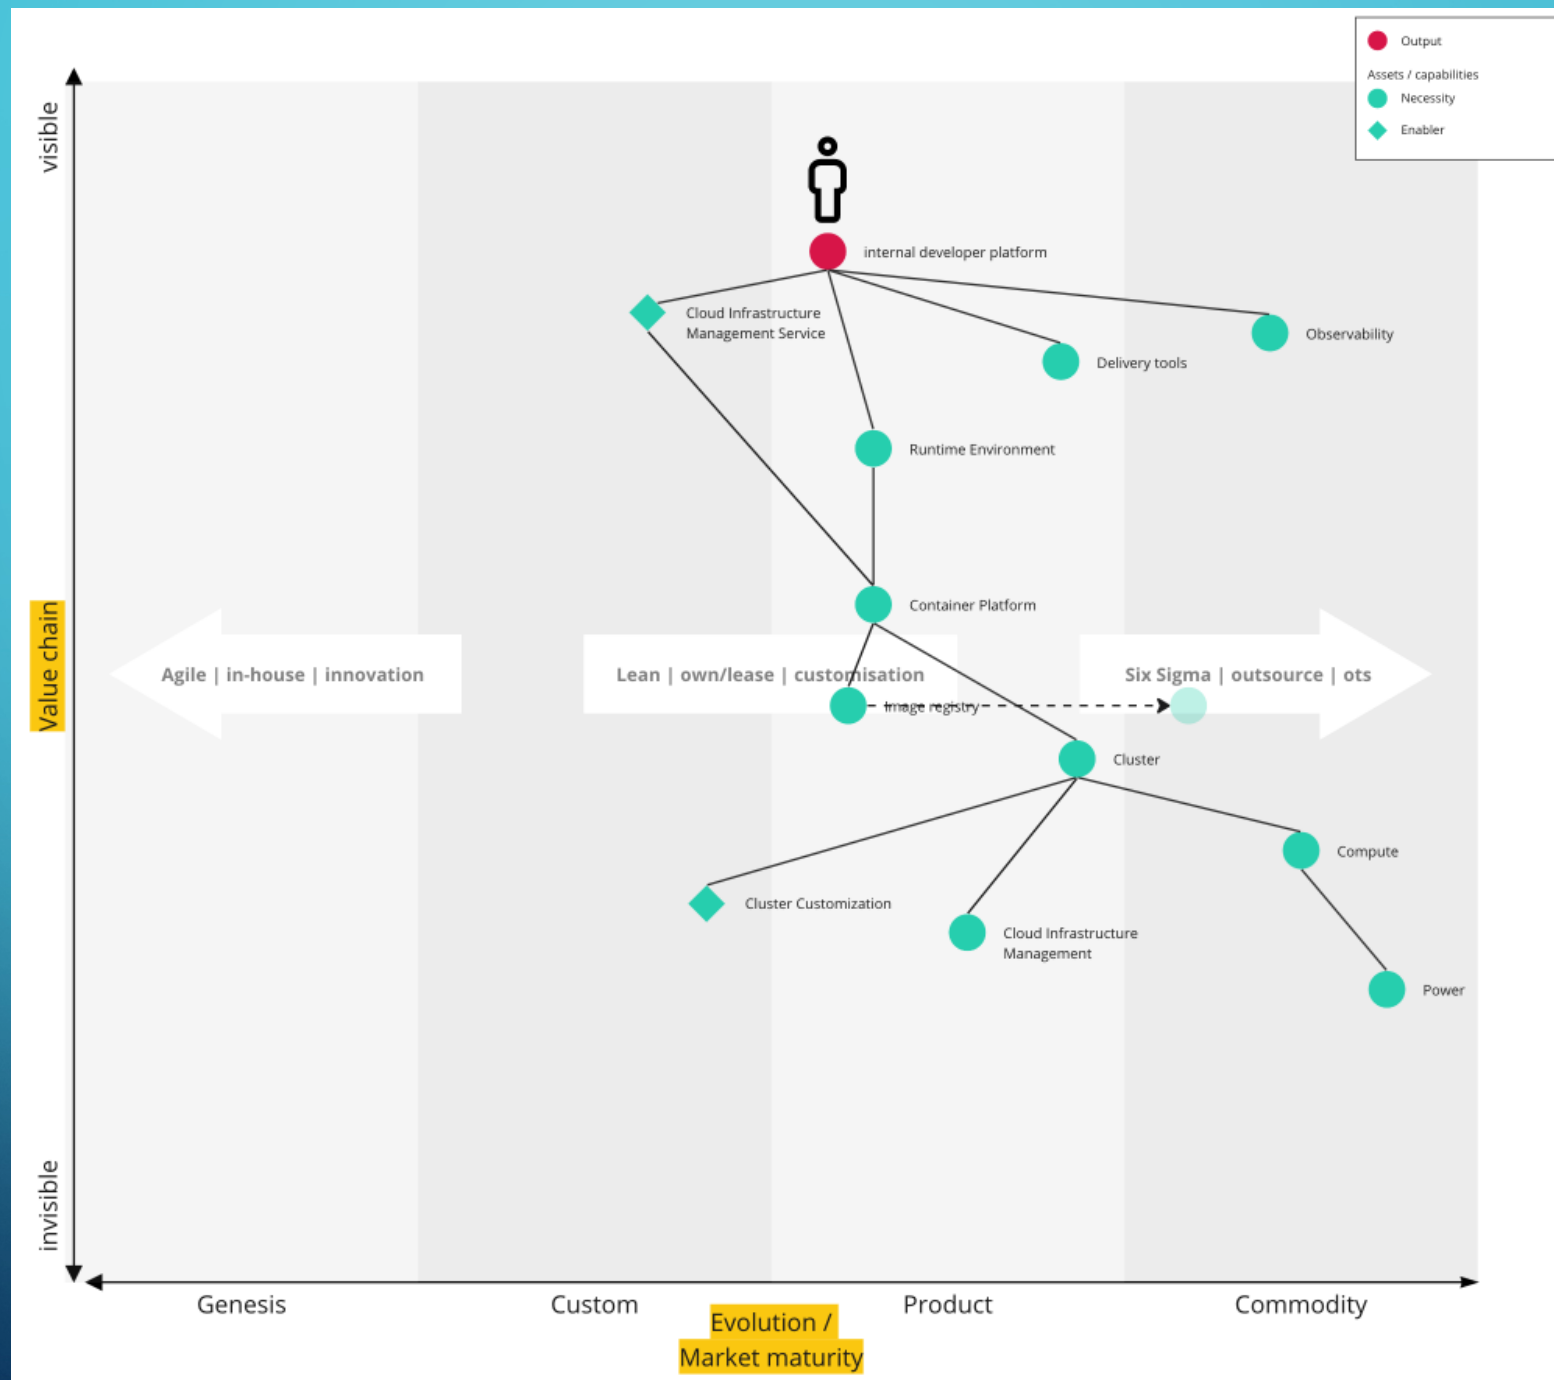 Output
Assets / capabilities
Necessity
Enabler
visible
internal developer platform
Cloud Infrastructure
Management Service
Observability
Delivery tools
Runtime Environment
Container Platform
Value chain
Agile | in-house | innovation
Lean | own/lease | customisation
Six Sigma | outsource | ots
Image registry
Cluster
Compute
Cluster Customization
Cloud Infrastructure
Management
Power
invisible
Genesis
Custom
Product
Commodity
Evolution /
Market maturity